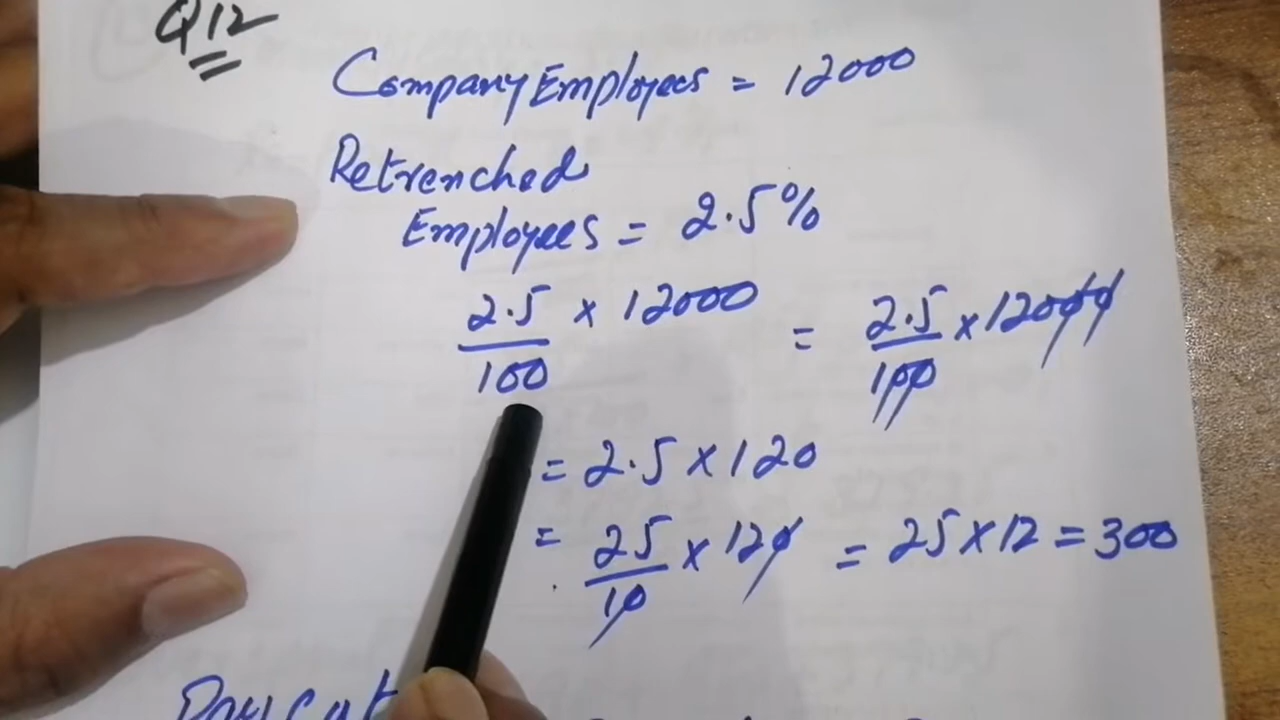 Q12
Company Employees = 12000
Retrenched
Employees = 2.5%
2.5/100 × 12000 = 2.5/100 × 12000
= 2.5 × 120
= 25/10 × 120 = 25 × 12 = 300